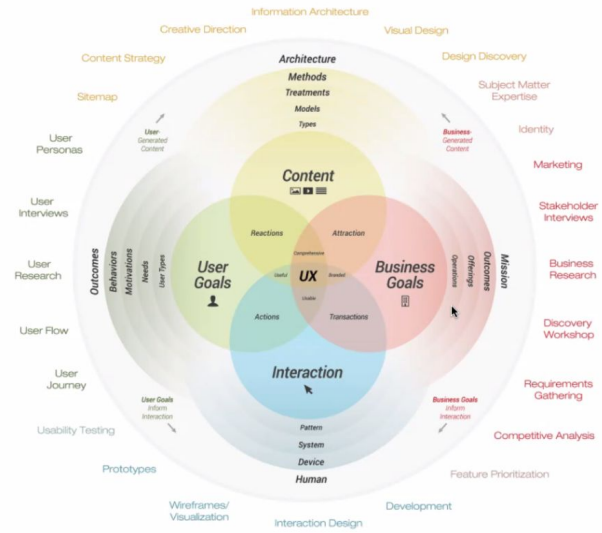 Information Architecture
Creative Direction
Visual Design
Content Strategy
Design Discovery
Sitemap
Subject Matter
Expertise
User
Personas
Identity
User
Interviews
Marketing
User
Research
Stakeholder
Interviews
User Flow
Business
Research
User
Journey
Discovery
Workshop
Usability Testing
Requirements
Gathering
Prototypes
Competitive Analysis
Wireframes/
Visualization
Feature Prioritization
Interaction Design
Development
Architecture
Methods
Treatments
Models
Types
User-
Generated
Content
Business-
Generated
Content
Content
Reactions
Attraction
Comprehensive
Outcomes
Behaviors
Motivations
Needs
User Types
User
Goals
Useful
UX
Branded
Usable
Business
Goals
Operations
Offerings
Outcomes
Mission
Actions
Transactions
Interaction
User Goals
Inform
Interaction
Business Goals
Inform
Interaction
Pattern
System
Device
Human